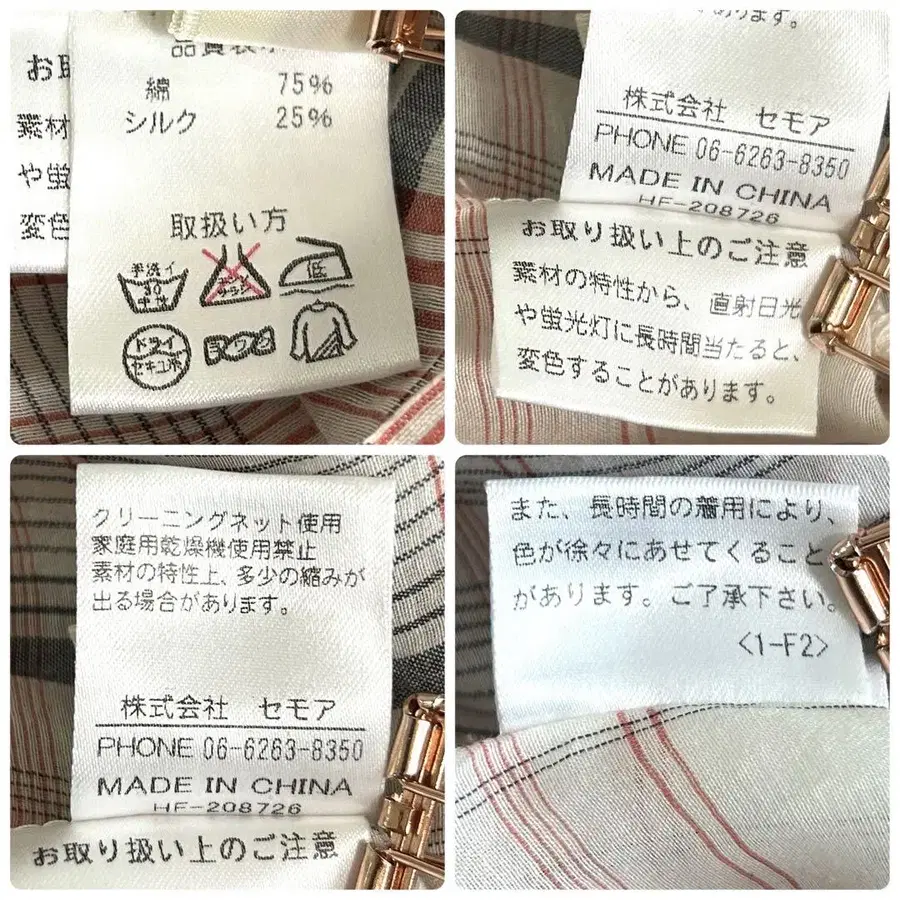 お取
素材
や蛍
変色
綿 75%
シルク 25%
取扱い方
手洗イ
30
中性
エンソ
サラシ
低
ドライ
セキユ系
ヨワク
株式会社 セモア
PHONE 06-6263-8350
MADE IN CHINA
HF-208726
お取り扱い上のご注意
素材の特性から、直射日光
や蛍光灯に長時間当たると、
変色することがあります。
クリーニングネット使用
家庭用乾燥機使用禁止
素材の特性上、多少の縮みが
出る場合があります。
株式会社 セモア
PHONE 06-6263-8350
MADE IN CHINA
HF-208726
お取り扱い上のご注意
また、長時間の着用により、
色が徐々にあせてくること
があります。ご了承下さい。
<1-F2>